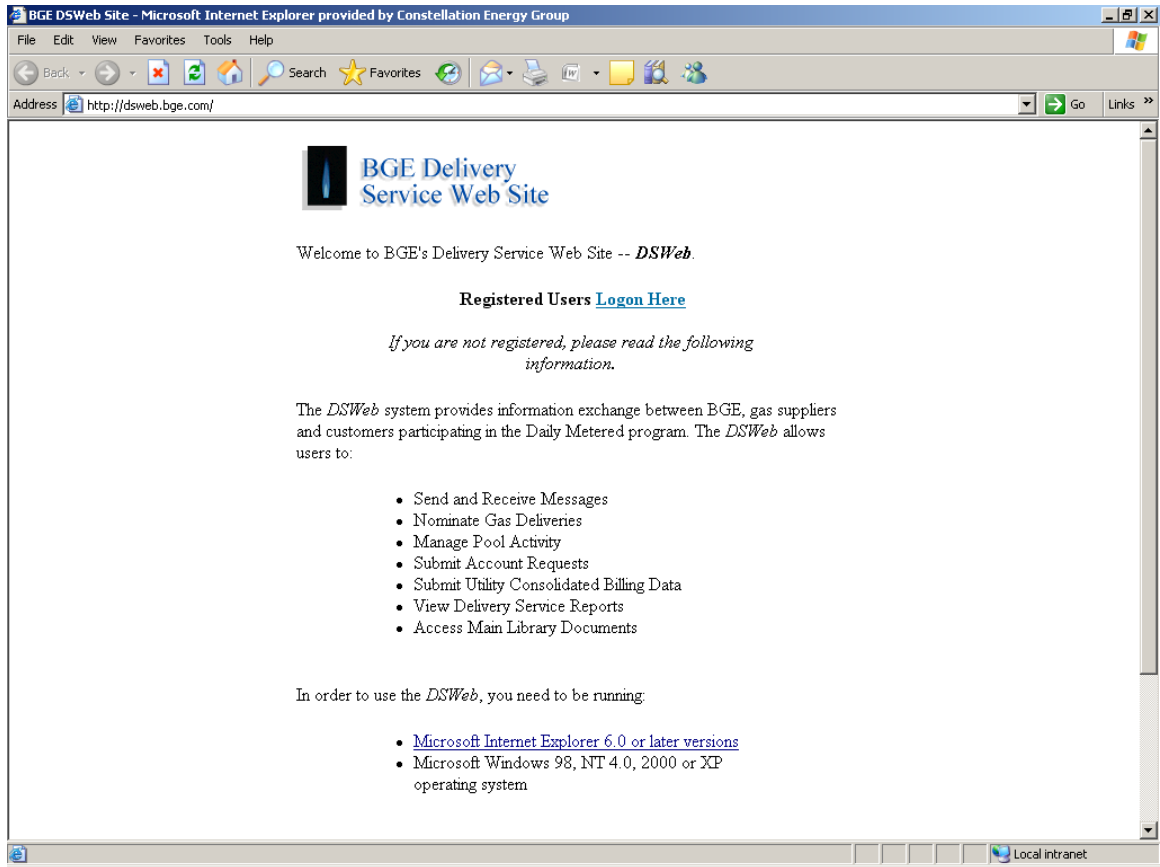 BGE DSWeb Site - Microsoft Internet Explorer provided by Constellation Energy Group
File Edit View Favorites Tools Help
Back Search Favorites
Address http://dsweb.bge.com/ Go Links »
BGE Delivery
Service Web Site
Welcome to BGE's Delivery Service Web Site -- DSWeb.
Registered Users Logon Here
If you are not registered, please read the following
information.
The DSWeb system provides information exchange between BGE, gas suppliers
and customers participating in the Daily Metered program. The DSWeb allows
users to:
• Send and Receive Messages
• Nominate Gas Deliveries
• Manage Pool Activity
• Submit Account Requests
• Submit Utility Consolidated Billing Data
• View Delivery Service Reports
• Access Main Library Documents
In order to use the DSWeb, you need to be running:
• Microsoft Internet Explorer 6.0 or later versions
• Microsoft Windows 98, NT 4.0, 2000 or XP
operating system
Local intranet